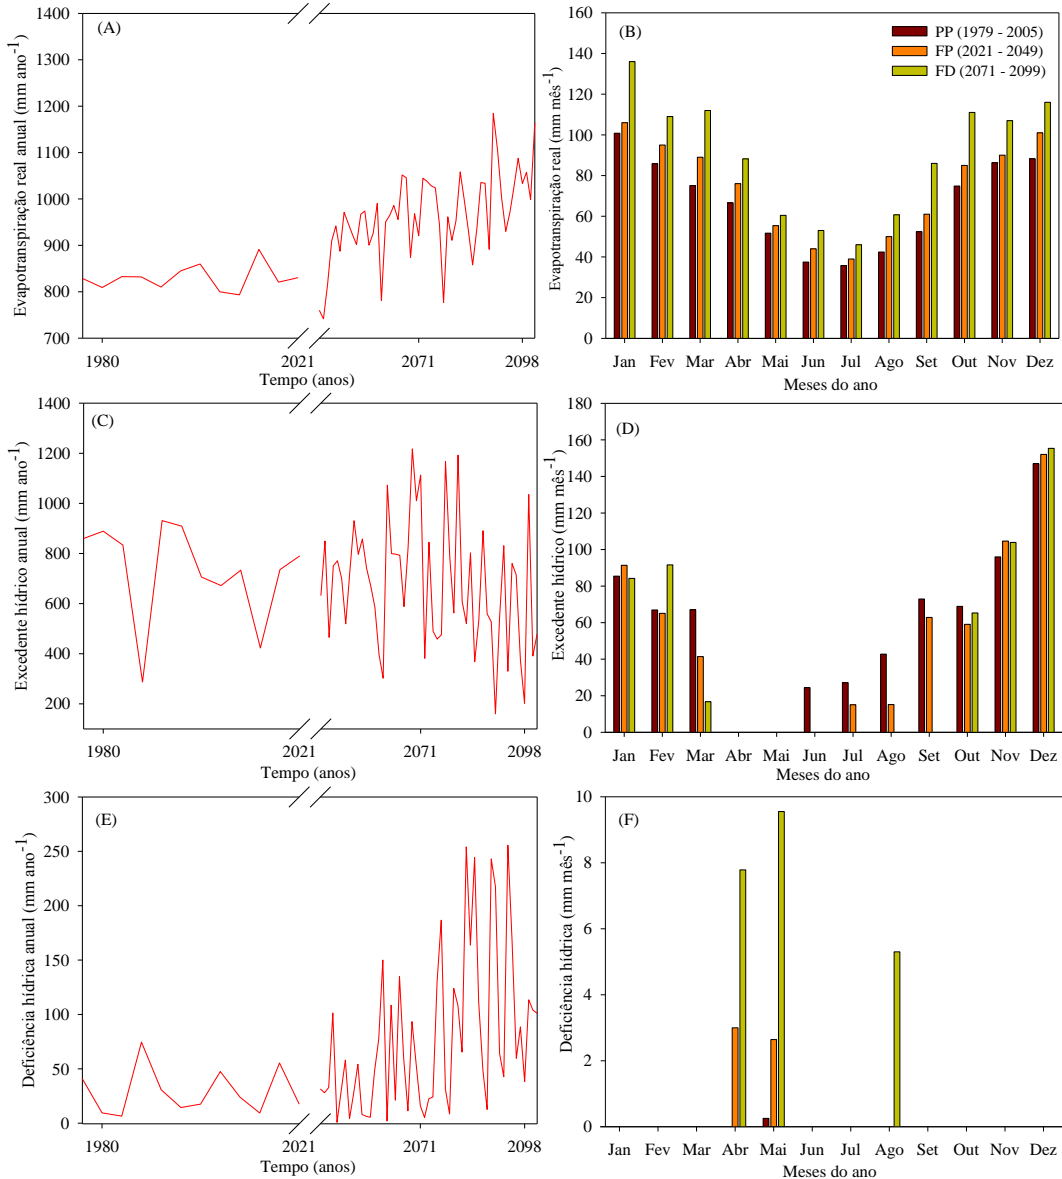 (A)
Evapotranspiração real anual (mm ano⁻¹)
1400
1300
1200
1100
1000
900
800
700
1980
2021
2071
2098
Tempo (anos)
(B)
PP (1979 - 2005)
FP (2021 - 2049)
FD (2071 - 2099)
Evapotranspiração real (mm mês⁻¹)
160
140
120
100
80
60
40
20
0
Jan Fev Mar Abr Mai Jun Jul Ago Set Out Nov Dez
Meses do ano
(C)
Excedente hídrico anual (mm ano⁻¹)
1400
1200
1000
800
600
400
200
1980
2021
2071
2098
Tempo (anos)
(D)
Excedente hídrico (mm mês⁻¹)
180
160
140
120
100
80
60
40
20
0
Jan Fev Mar Abr Mai Jun Jul Ago Set Out Nov Dez
Meses do ano
(E)
Deficiência hídrica anual (mm ano⁻¹)
300
250
200
150
100
50
0
1980
2021
2071
2098
Tempo (anos)
(F)
Deficiência hídrica (mm mês⁻¹)
10
8
6
4
2
0
Jan Fev Mar Abr Mai Jun Jul Ago Set Out Nov Dez
Meses do ano